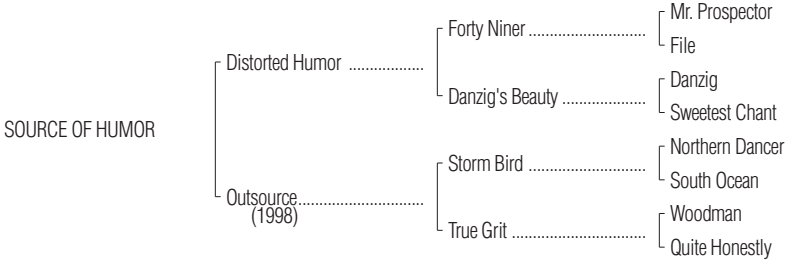 Mr. Prospector
Forty Niner ............................
File
Distorted Humor ..................
Danzig
Danzig's Beauty ....................
Sweetest Chant
SOURCE OF HUMOR
Northern Dancer
Storm Bird ............................
South Ocean
Outsource..............................
(1998)
Woodman
True Grit ................................
Quite Honestly